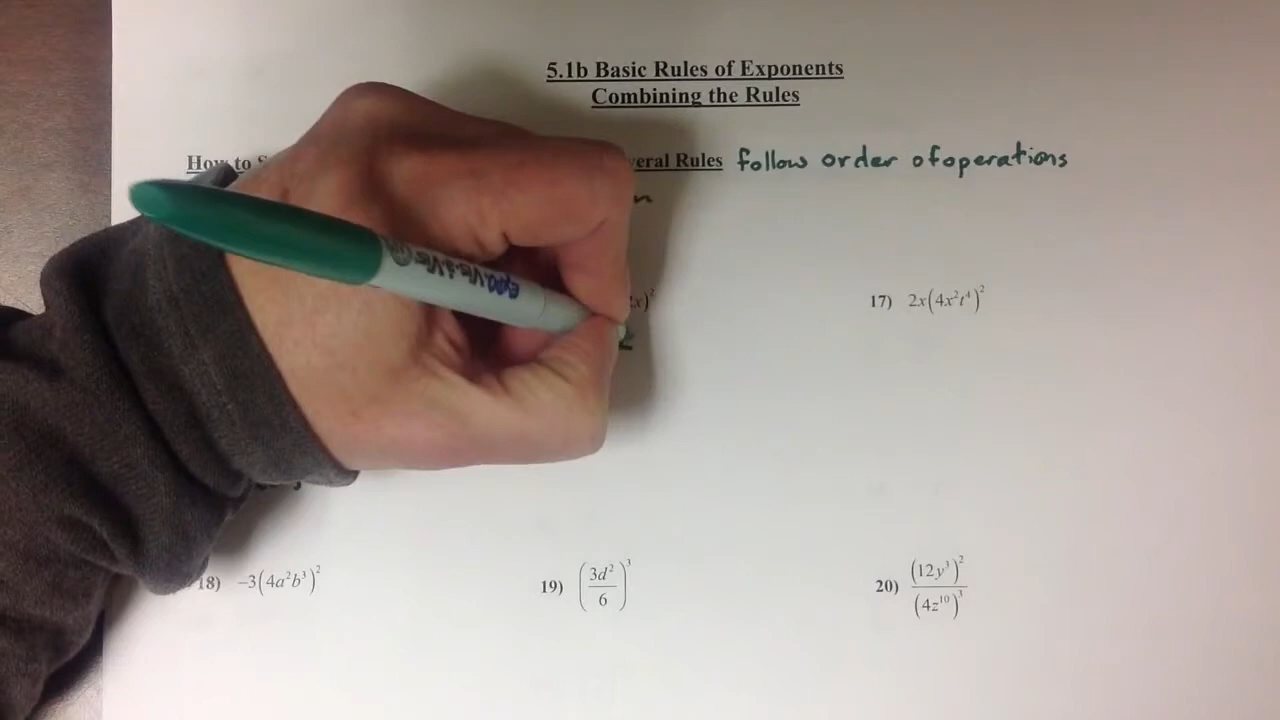 5.1b Basic Rules of Exponents
Combining the Rules
How to Rules follow order of operations
x)²
17) 2x(4x²t⁴)²
18) −3(4a²b³)²
19) (3d²/6)³
20) (12y³)²/(4z¹⁰)³